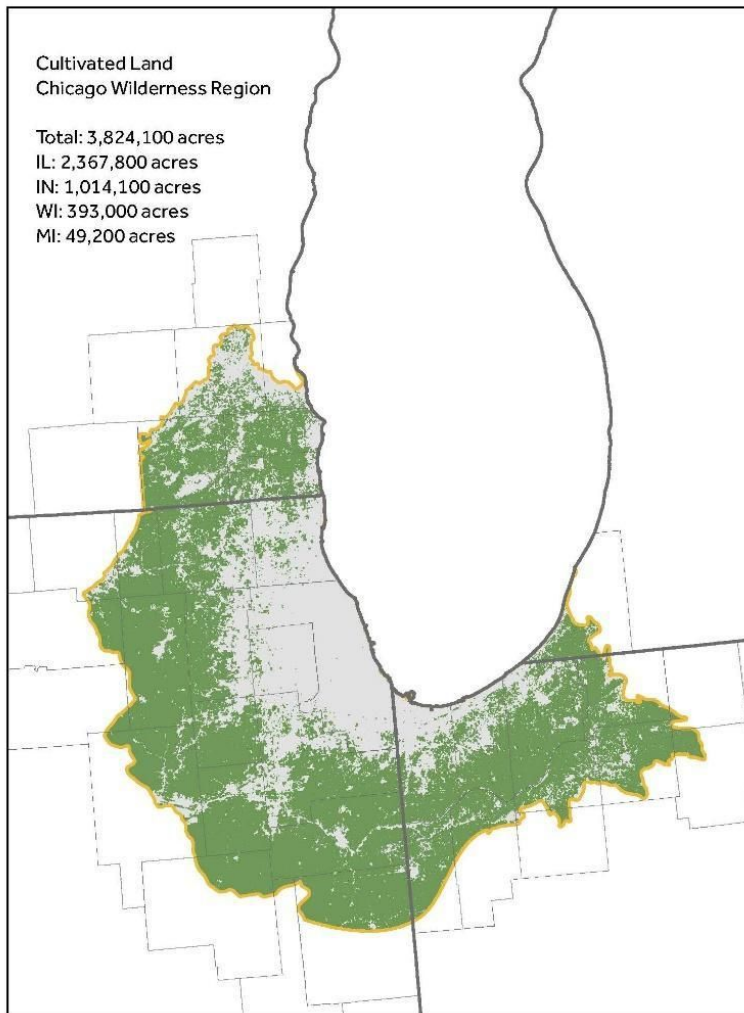 Cultivated Land
Chicago Wilderness Region
Total: 3,824,100 acres
IL: 2,367,800 acres
IN: 1,014,100 acres
WI: 393,000 acres
MI: 49,200 acres